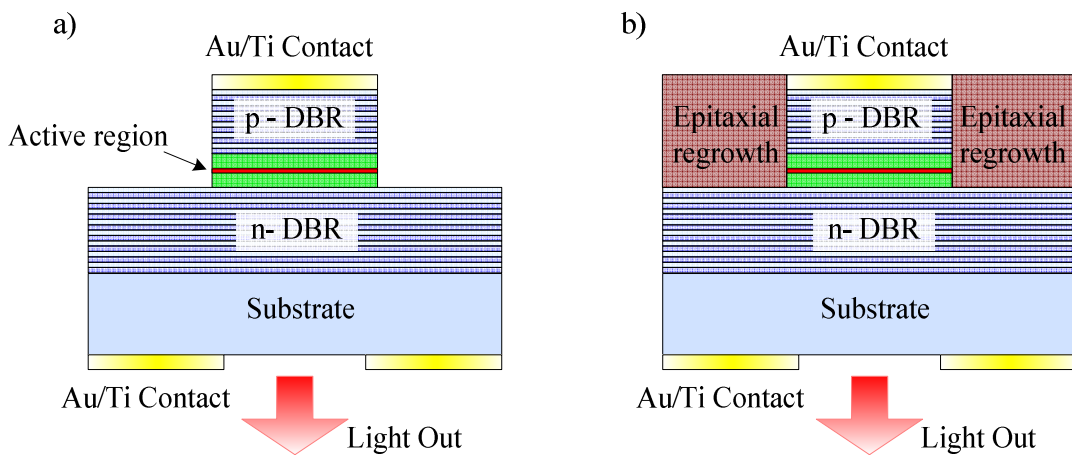 a)
Au/Ti Contact
p - DBR
Active region
n- DBR
Substrate
Au/Ti Contact
Light Out
b)
Au/Ti Contact
Epitaxial
regrowth
p - DBR
Epitaxial
regrowth
n- DBR
Substrate
Au/Ti Contact
Light Out